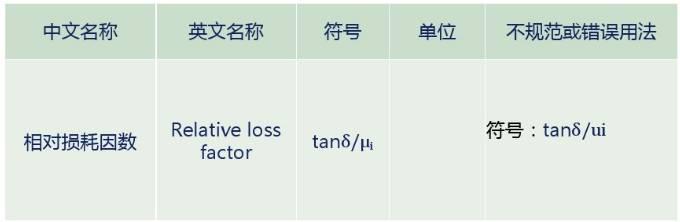 中文名称 英文名称 符号 单位 不规范或错误用法
相对损耗因数 Relative loss factor tanδ/μᵢ 符号：tanδ/ui